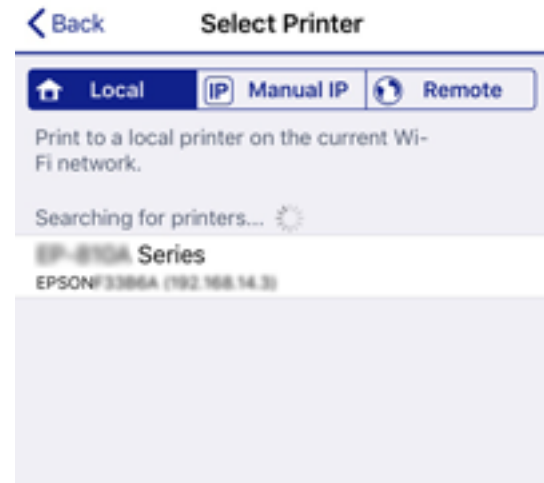 Back
Select Printer
Local
IP Manual IP
Remote
Print to a local printer on the current Wi-
Fi network.
Searching for printers...
Series
EPSON